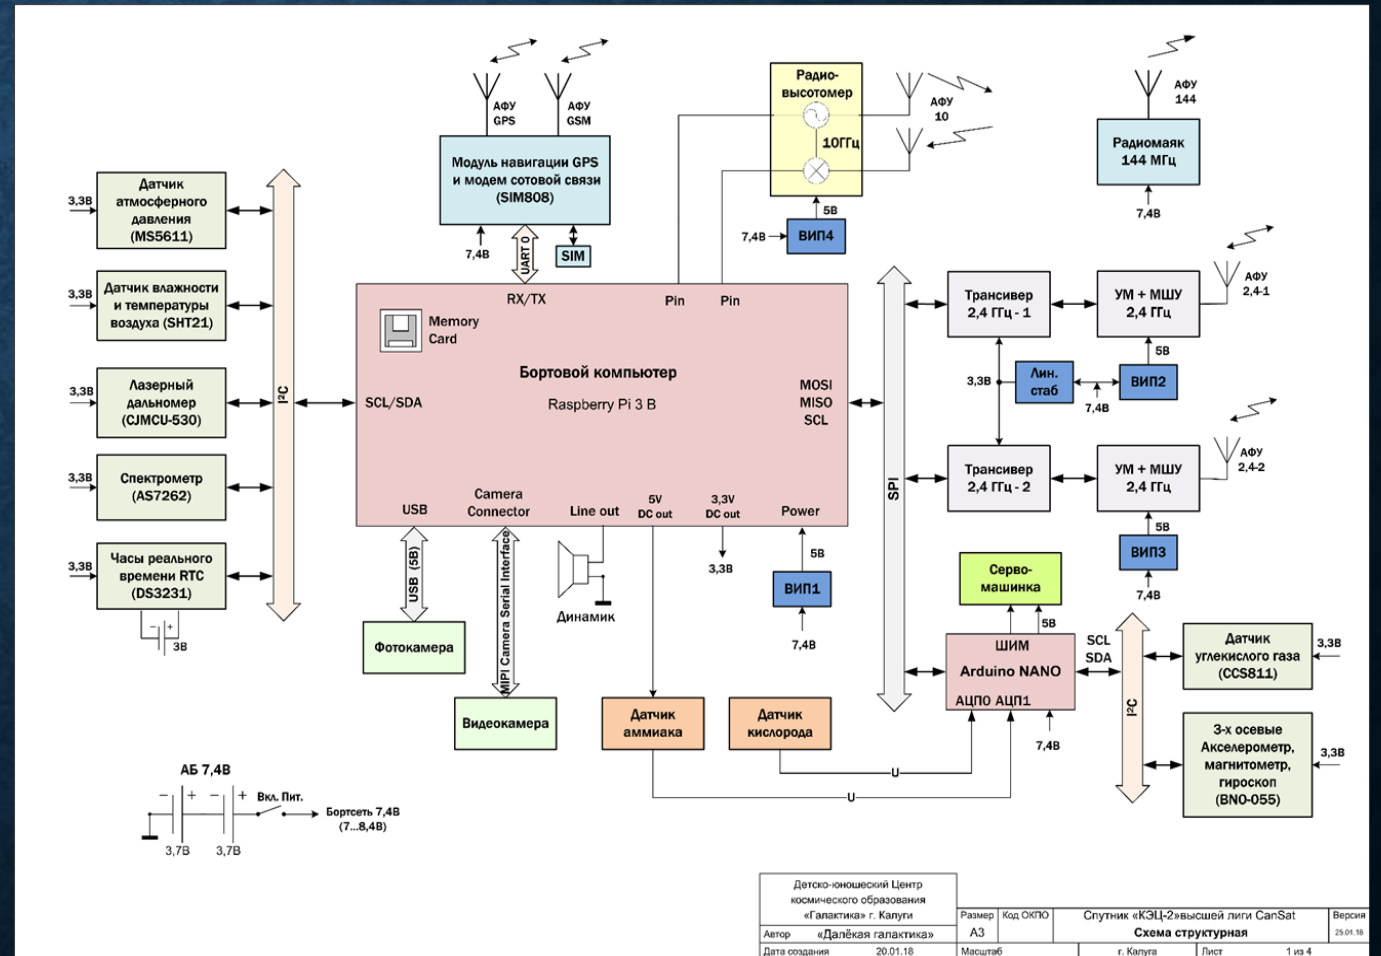 АФУ
GPS
АФУ
GSM
Модуль навигации GPS
и модем сотовой связи
(SIM808)
7,4В
UART 0
SIM
Радио-
высотомер
10ГГц
АФУ
10
5В
7,4В
ВИП4
АФУ
144
Радиомаяк
144 МГц
7,4В
3,3В
Датчик
атмосферного
давления
(MS5611)
3,3В
Датчик влажности
и температуры
воздуха (SHT21)
3,3В
Лазерный
дальномер
(CJMCU-530)
3,3В
Спектрометр
(AS7262)
3,3В
Часы реального
времени RTC
(DS3231)
3В
I²C
RX/TX
Pin
Pin
Memory
Card
Бортовой компьютер
Raspberry Pi 3 B
SCL/SDA
MOSI
MISO
SCL
USB
Camera
Connector
Line out
5V
DC out
3,3V
DC out
Power
USB (5В)
MIPI Camera Serial Interface
Динамик
3,3В
5В
ВИП1
7,4В
Фотокамера
Видеокамера
Датчик
аммиака
Датчик
кислорода
U
U
SPI
Трансивер
2,4 ГГц - 1
УМ + МШУ
2,4 ГГц
АФУ
2,4-1
3,3В
Лин.
стаб
7,4В
5В
ВИП2
Трансивер
2,4 ГГц - 2
УМ + МШУ
2,4 ГГц
АФУ
2,4-2
5В
ВИП3
7,4В
Серво-
машинка
5В
ШИМ
Arduino NANO
АЦП0 АЦП1
7,4В
SCL
SDA
I²C
Датчик
углекислого газа
(CCS811)
3,3В
3-х осевые
Акселерометр,
магнитометр,
гироскоп
(BNO-055)
3,3В
АБ 7,4В
− + − +
Вкл. Пит.
Бортсеть 7,4В
(7...8,4В)
3,7В
3,7В
Детско-юношеский Центр
космического образования
«Галактика» г. Калуги
Автор «Далёкая галактика»
Дата создания 20.01.18
Размер
А3
Код ОКПО
Спутник «КЭЦ-2»высшей лиги CanSat
Схема структурная
Версия
25.01.18
Масштаб
г. Калуга
Лист 1 из 4